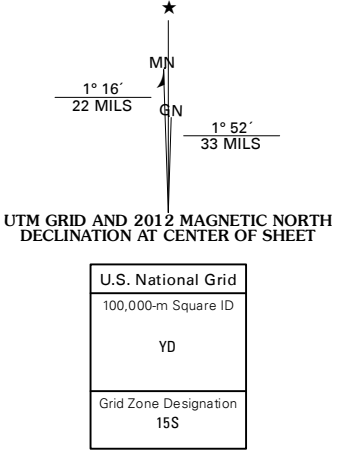 ★
MN
1° 16´
22 MILS
GN
1° 52´
33 MILS
UTM GRID AND 2012 MAGNETIC NORTH
DECLINATION AT CENTER OF SHEET
U.S. National Grid
100,000-m Square ID
YD
Grid Zone Designation
15S